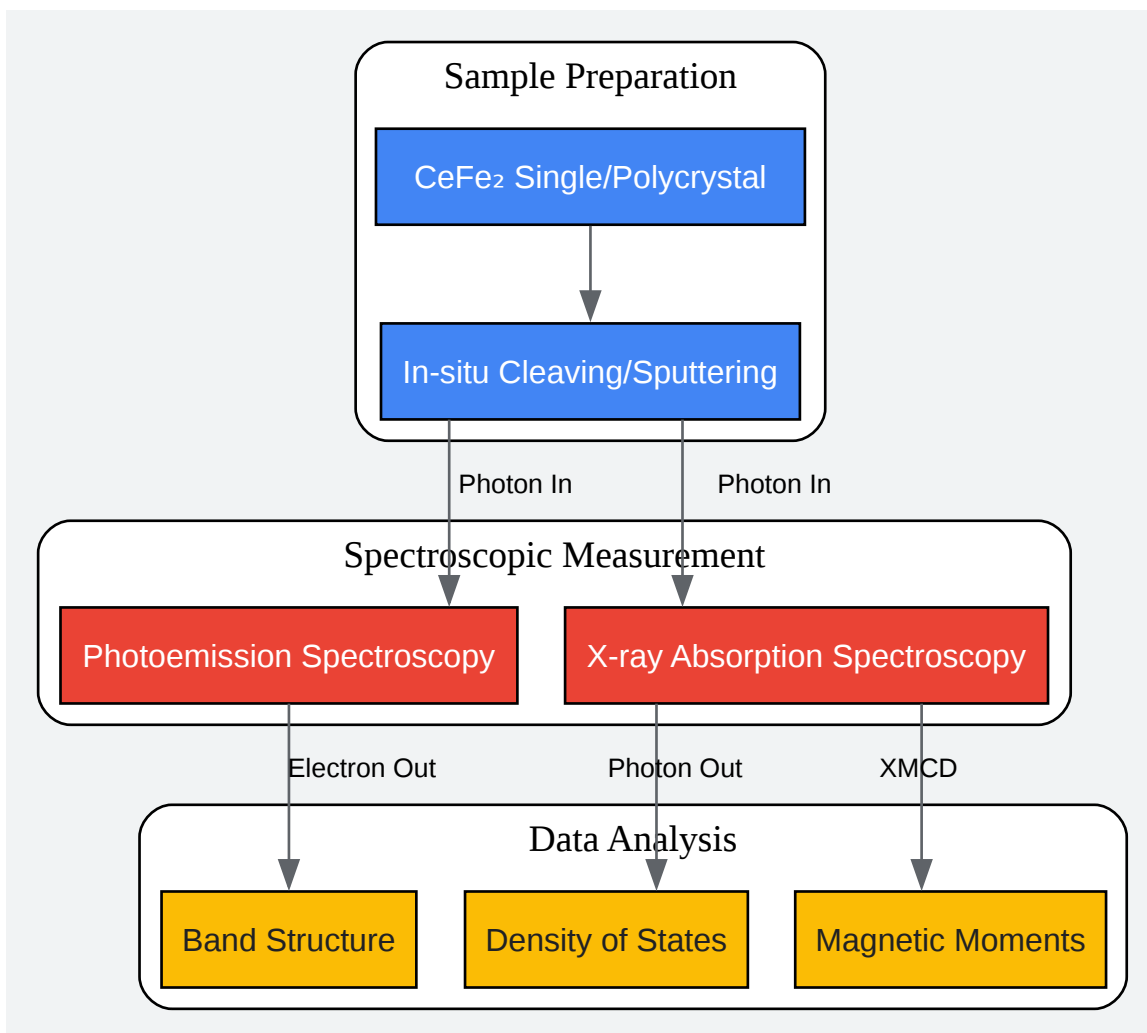 Sample Preparation
CeFe₂ Single/Polycrystal
In-situ Cleaving/Sputtering
Photon In
Photon In
Spectroscopic Measurement
Photoemission Spectroscopy
X-ray Absorption Spectroscopy
Electron Out
Photon Out
XMCD
Data Analysis
Band Structure
Density of States
Magnetic Moments